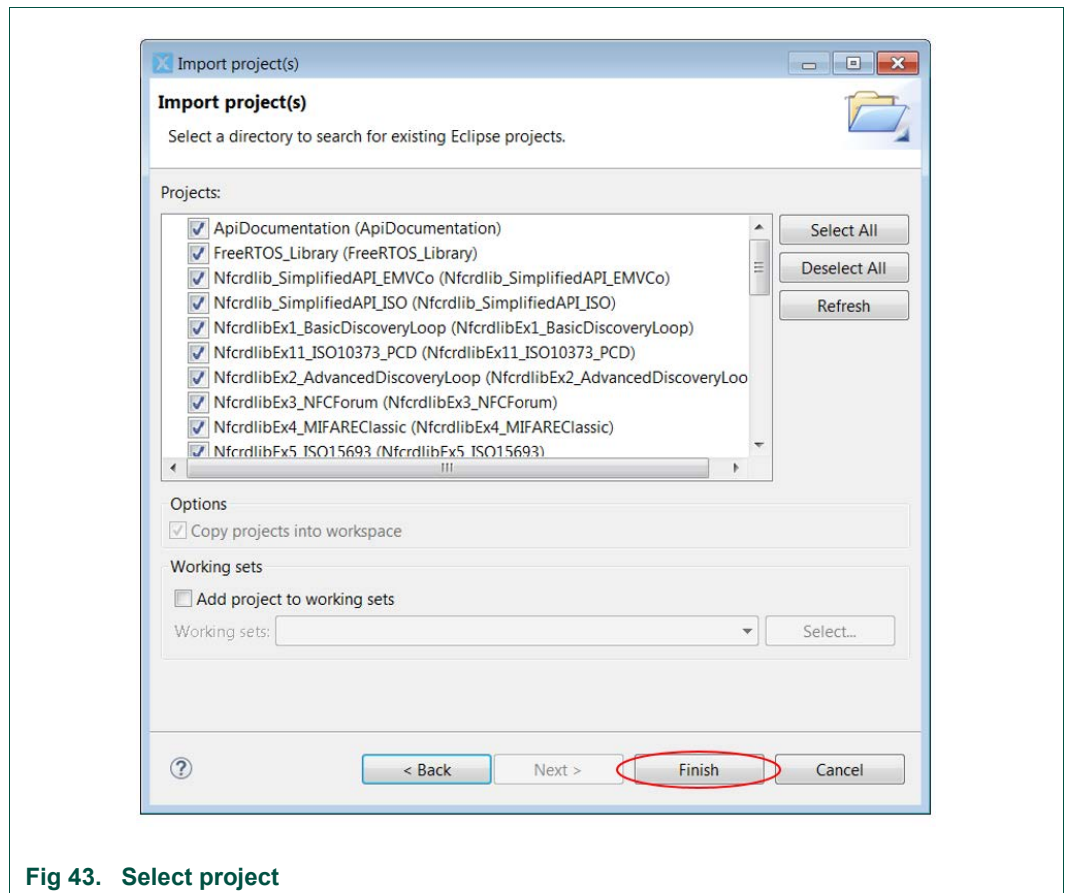 Import project(s)
Import project(s)
Select a directory to search for existing Eclipse projects.
Projects:
ApiDocumentation (ApiDocumentation)
FreeRTOS_Library (FreeRTOS_Library)
Nfcrdlib_SimplifiedAPI_EMVCo (Nfcrdlib_SimplifiedAPI_EMVCo)
Nfcrdlib_SimplifiedAPI_ISO (Nfcrdlib_SimplifiedAPI_ISO)
NfcrdlibEx1_BasicDiscoveryLoop (NfcrdlibEx1_BasicDiscoveryLoop)
NfcrdlibEx11_ISO10373_PCD (NfcrdlibEx11_ISO10373_PCD)
NfcrdlibEx2_AdvancedDiscoveryLoop (NfcrdlibEx2_AdvancedDiscoveryLoo
NfcrdlibEx3_NFCForum (NfcrdlibEx3_NFCForum)
NfcrdlibEx4_MIFAREClassic (NfcrdlibEx4_MIFAREClassic)
NfcrdlibEx5_ISO15693 (NfcrdlibEx5_ISO15693)
Select All
Deselect All
Refresh
Options
Copy projects into workspace
Working sets
Add project to working sets
Working sets:
Select...
? < Back Next > Finish Cancel
Fig 43. Select project